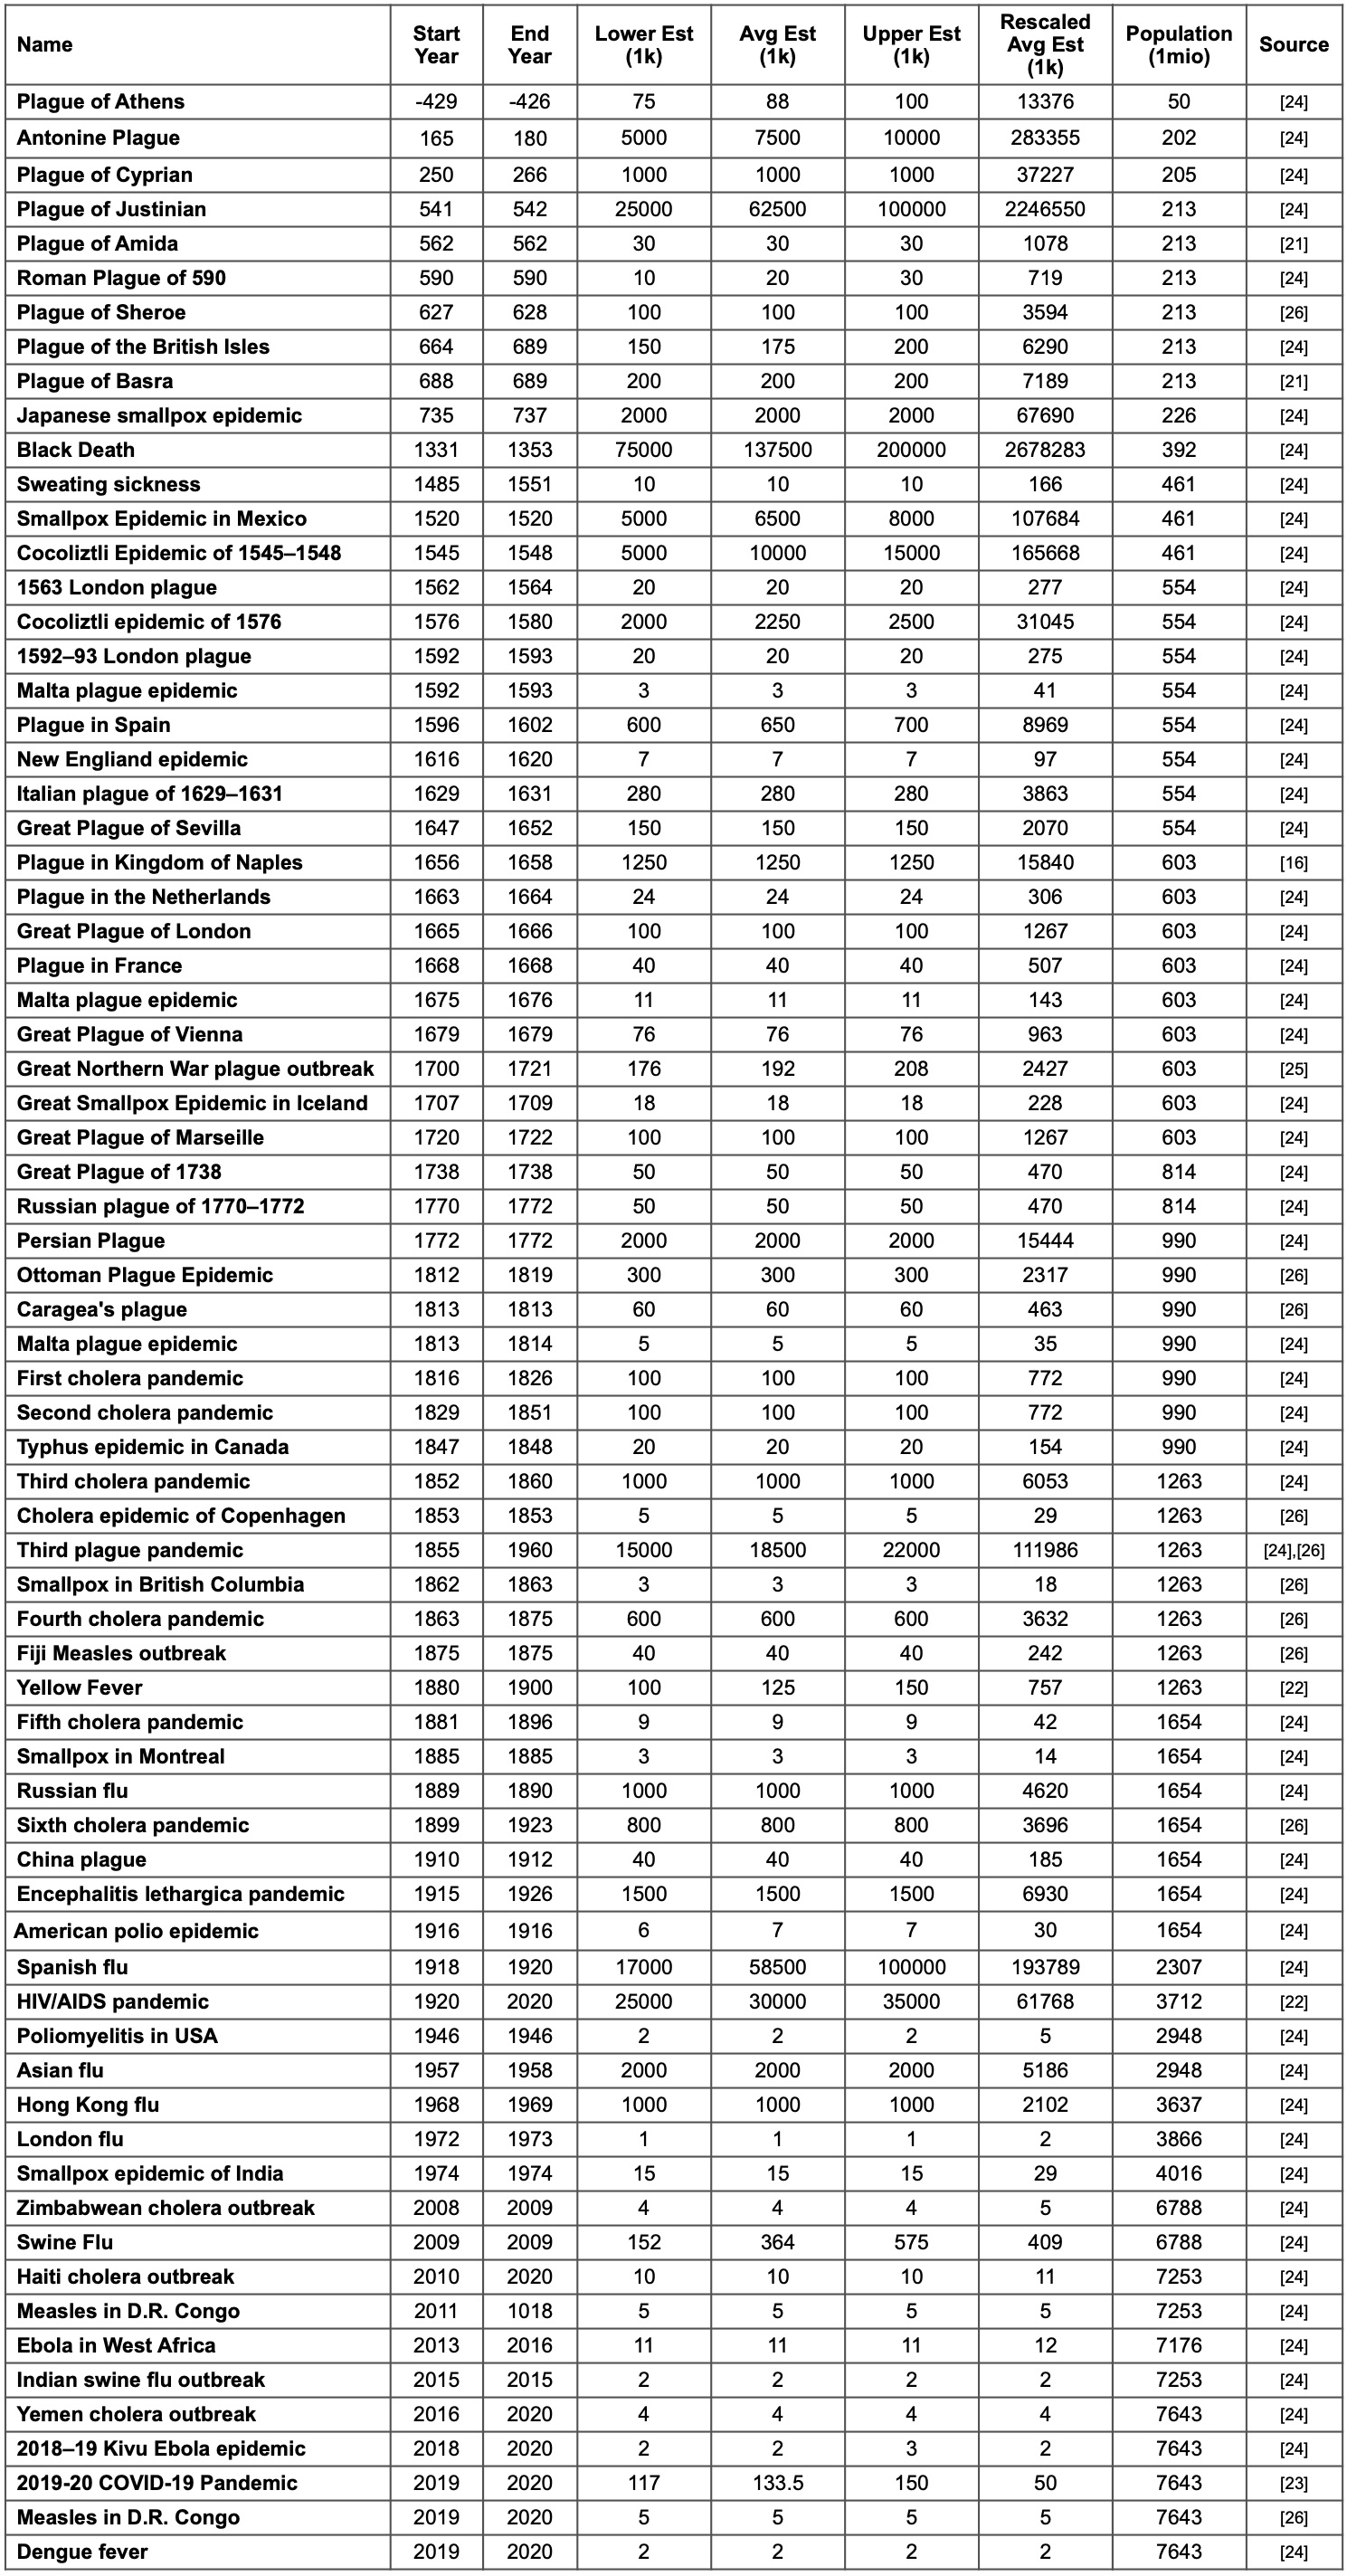 Name Start Year End Year Lower Est (1k) Avg Est (1k) Upper Est (1k) Rescaled Avg Est (1k) Population (1mio) Source
Plague of Athens -429 -426 75 88 100 13376 50 [24]
Antonine Plague 165 180 5000 7500 10000 283355 202 [24]
Plague of Cyprian 250 266 1000 1000 1000 37227 205 [24]
Plague of Justinian 541 542 25000 62500 100000 2246550 213 [24]
Plague of Amida 562 562 30 30 30 1078 213 [21]
Roman Plague of 590 590 590 10 20 30 719 213 [24]
Plague of Sheroe 627 628 100 100 100 3594 213 [26]
Plague of the British Isles 664 689 150 175 200 6290 213 [24]
Plague of Basra 688 689 200 200 200 7189 213 [21]
Japanese smallpox epidemic 735 737 2000 2000 2000 67690 226 [24]
Black Death 1331 1353 75000 137500 200000 2678283 392 [24]
Sweating sickness 1485 1551 10 10 10 166 461 [24]
Smallpox Epidemic in Mexico 1520 1520 5000 6500 8000 107684 461 [24]
Cocoliztli Epidemic of 1545–1548 1545 1548 5000 10000 15000 165668 461 [24]
1563 London plague 1562 1564 20 20 20 277 554 [24]
Cocoliztli epidemic of 1576 1576 1580 2000 2250 2500 31045 554 [24]
1592–93 London plague 1592 1593 20 20 20 275 554 [24]
Malta plague epidemic 1592 1593 3 3 3 41 554 [24]
Plague in Spain 1596 1602 600 650 700 8969 554 [24]
New Engliand epidemic 1616 1620 7 7 7 97 554 [24]
Italian plague of 1629–1631 1629 1631 280 280 280 3863 554 [24]
Great Plague of Sevilla 1647 1652 150 150 150 2070 554 [24]
Plague in Kingdom of Naples 1656 1658 1250 1250 1250 15840 603 [16]
Plague in the Netherlands 1663 1664 24 24 24 306 603 [24]
Great Plague of London 1665 1666 100 100 100 1267 603 [24]
Plague in France 1668 1668 40 40 40 507 603 [24]
Malta plague epidemic 1675 1676 11 11 11 143 603 [24]
Great Plague of Vienna 1679 1679 76 76 76 963 603 [24]
Great Northern War plague outbreak 1700 1721 176 192 208 2427 603 [25]
Great Smallpox Epidemic in Iceland 1707 1709 18 18 18 228 603 [24]
Great Plague of Marseille 1720 1722 100 100 100 1267 603 [24]
Great Plague of 1738 1738 1738 50 50 50 470 814 [24]
Russian plague of 1770–1772 1770 1772 50 50 50 470 814 [24]
Persian Plague 1772 1772 2000 2000 2000 15444 990 [24]
Ottoman Plague Epidemic 1812 1819 300 300 300 2317 990 [26]
Caragea's plague 1813 1813 60 60 60 463 990 [26]
Malta plague epidemic 1813 1814 5 5 5 35 990 [24]
First cholera pandemic 1816 1826 100 100 100 772 990 [24]
Second cholera pandemic 1829 1851 100 100 100 772 990 [24]
Typhus epidemic in Canada 1847 1848 20 20 20 154 990 [24]
Third cholera pandemic 1852 1860 1000 1000 1000 6053 1263 [24]
Cholera epidemic of Copenhagen 1853 1853 5 5 5 29 1263 [26]
Third plague pandemic 1855 1960 15000 18500 22000 111986 1263 [24],[26]
Smallpox in British Columbia 1862 1863 3 3 3 18 1263 [26]
Fourth cholera pandemic 1863 1875 600 600 600 3632 1263 [26]
Fiji Measles outbreak 1875 1875 40 40 40 242 1263 [26]
Yellow Fever 1880 1900 100 125 150 757 1263 [22]
Fifth cholera pandemic 1881 1896 9 9 9 42 1654 [24]
Smallpox in Montreal 1885 1885 3 3 3 14 1654 [24]
Russian flu 1889 1890 1000 1000 1000 4620 1654 [24]
Sixth cholera pandemic 1899 1923 800 800 800 3696 1654 [26]
China plague 1910 1912 40 40 40 185 1654 [24]
Encephalitis lethargica pandemic 1915 1926 1500 1500 1500 6930 1654 [24]
American polio epidemic 1916 1916 6 7 7 30 1654 [24]
Spanish flu 1918 1920 17000 58500 100000 193789 2307 [24]
HIV/AIDS pandemic 1920 2020 25000 30000 35000 61768 3712 [22]
Poliomyelitis in USA 1946 1946 2 2 2 5 2948 [24]
Asian flu 1957 1958 2000 2000 2000 5186 2948 [24]
Hong Kong flu 1968 1969 1000 1000 1000 2102 3637 [24]
London flu 1972 1973 1 1 1 2 3866 [24]
Smallpox epidemic of India 1974 1974 15 15 15 29 4016 [24]
Zimbabwean cholera outbreak 2008 2009 4 4 4 5 6788 [24]
Swine Flu 2009 2009 152 364 575 409 6788 [24]
Haiti cholera outbreak 2010 2020 10 10 10 11 7253 [24]
Measles in D.R. Congo 2011 1018 5 5 5 5 7253 [24]
Ebola in West Africa 2013 2016 11 11 11 12 7176 [24]
Indian swine flu outbreak 2015 2015 2 2 2 2 7253 [24]
Yemen cholera outbreak 2016 2020 4 4 4 4 7643 [24]
2018–19 Kivu Ebola epidemic 2018 2020 2 2 3 2 7643 [24]
2019-20 COVID-19 Pandemic 2019 2020 117 133.5 150 50 7643 [23]
Measles in D.R. Congo 2019 2020 5 5 5 5 7643 [26]
Dengue fever 2019 2020 2 2 2 2 7643 [24]